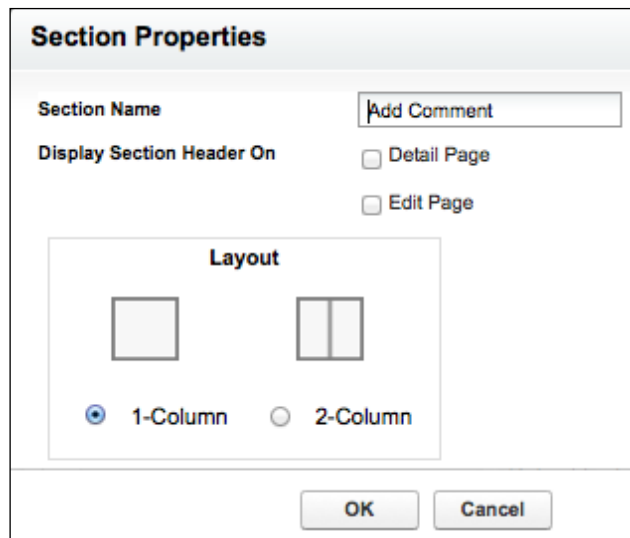 Section Properties
Section Name Add Comment
Display Section Header On Detail Page
Edit Page
Layout
1-Column 2-Column
OK Cancel